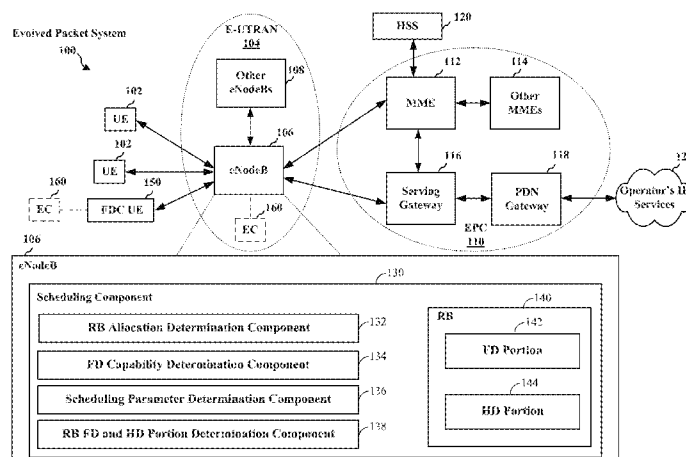 Evolved Packet System
100
E-UTRAN
104
HSS
120
Other
eNodeBs
108
112
MME
114
Other
MMEs
102
UE
106
eNodeB
102
UE
116
Serving
Gateway
118
PDN
Gateway
Services
160
EC
150
FDC UE
160
EC
EPC
110
106
eNodeB
130
Scheduling Component
RB Allocation Determination Component
132
FD Capability Determination Component
134
Scheduling Parameter Determination Component
136
RB FD and HD Portion Determination Component
138
140
RB
142
FD Portion
144
HD Portion